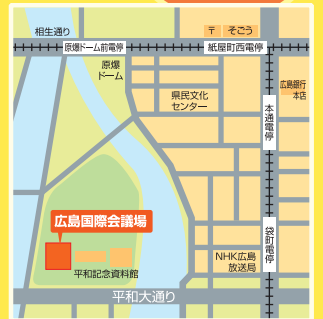 〒 そごう
相生通り
原爆ドーム前電停
紙屋町西電停
原爆
ドーム
県民文化
センター
広島銀行
本店
本通電停
広島国際会議場
袋町電停
平和記念資料館
NHK広島
放送局
平和大通り